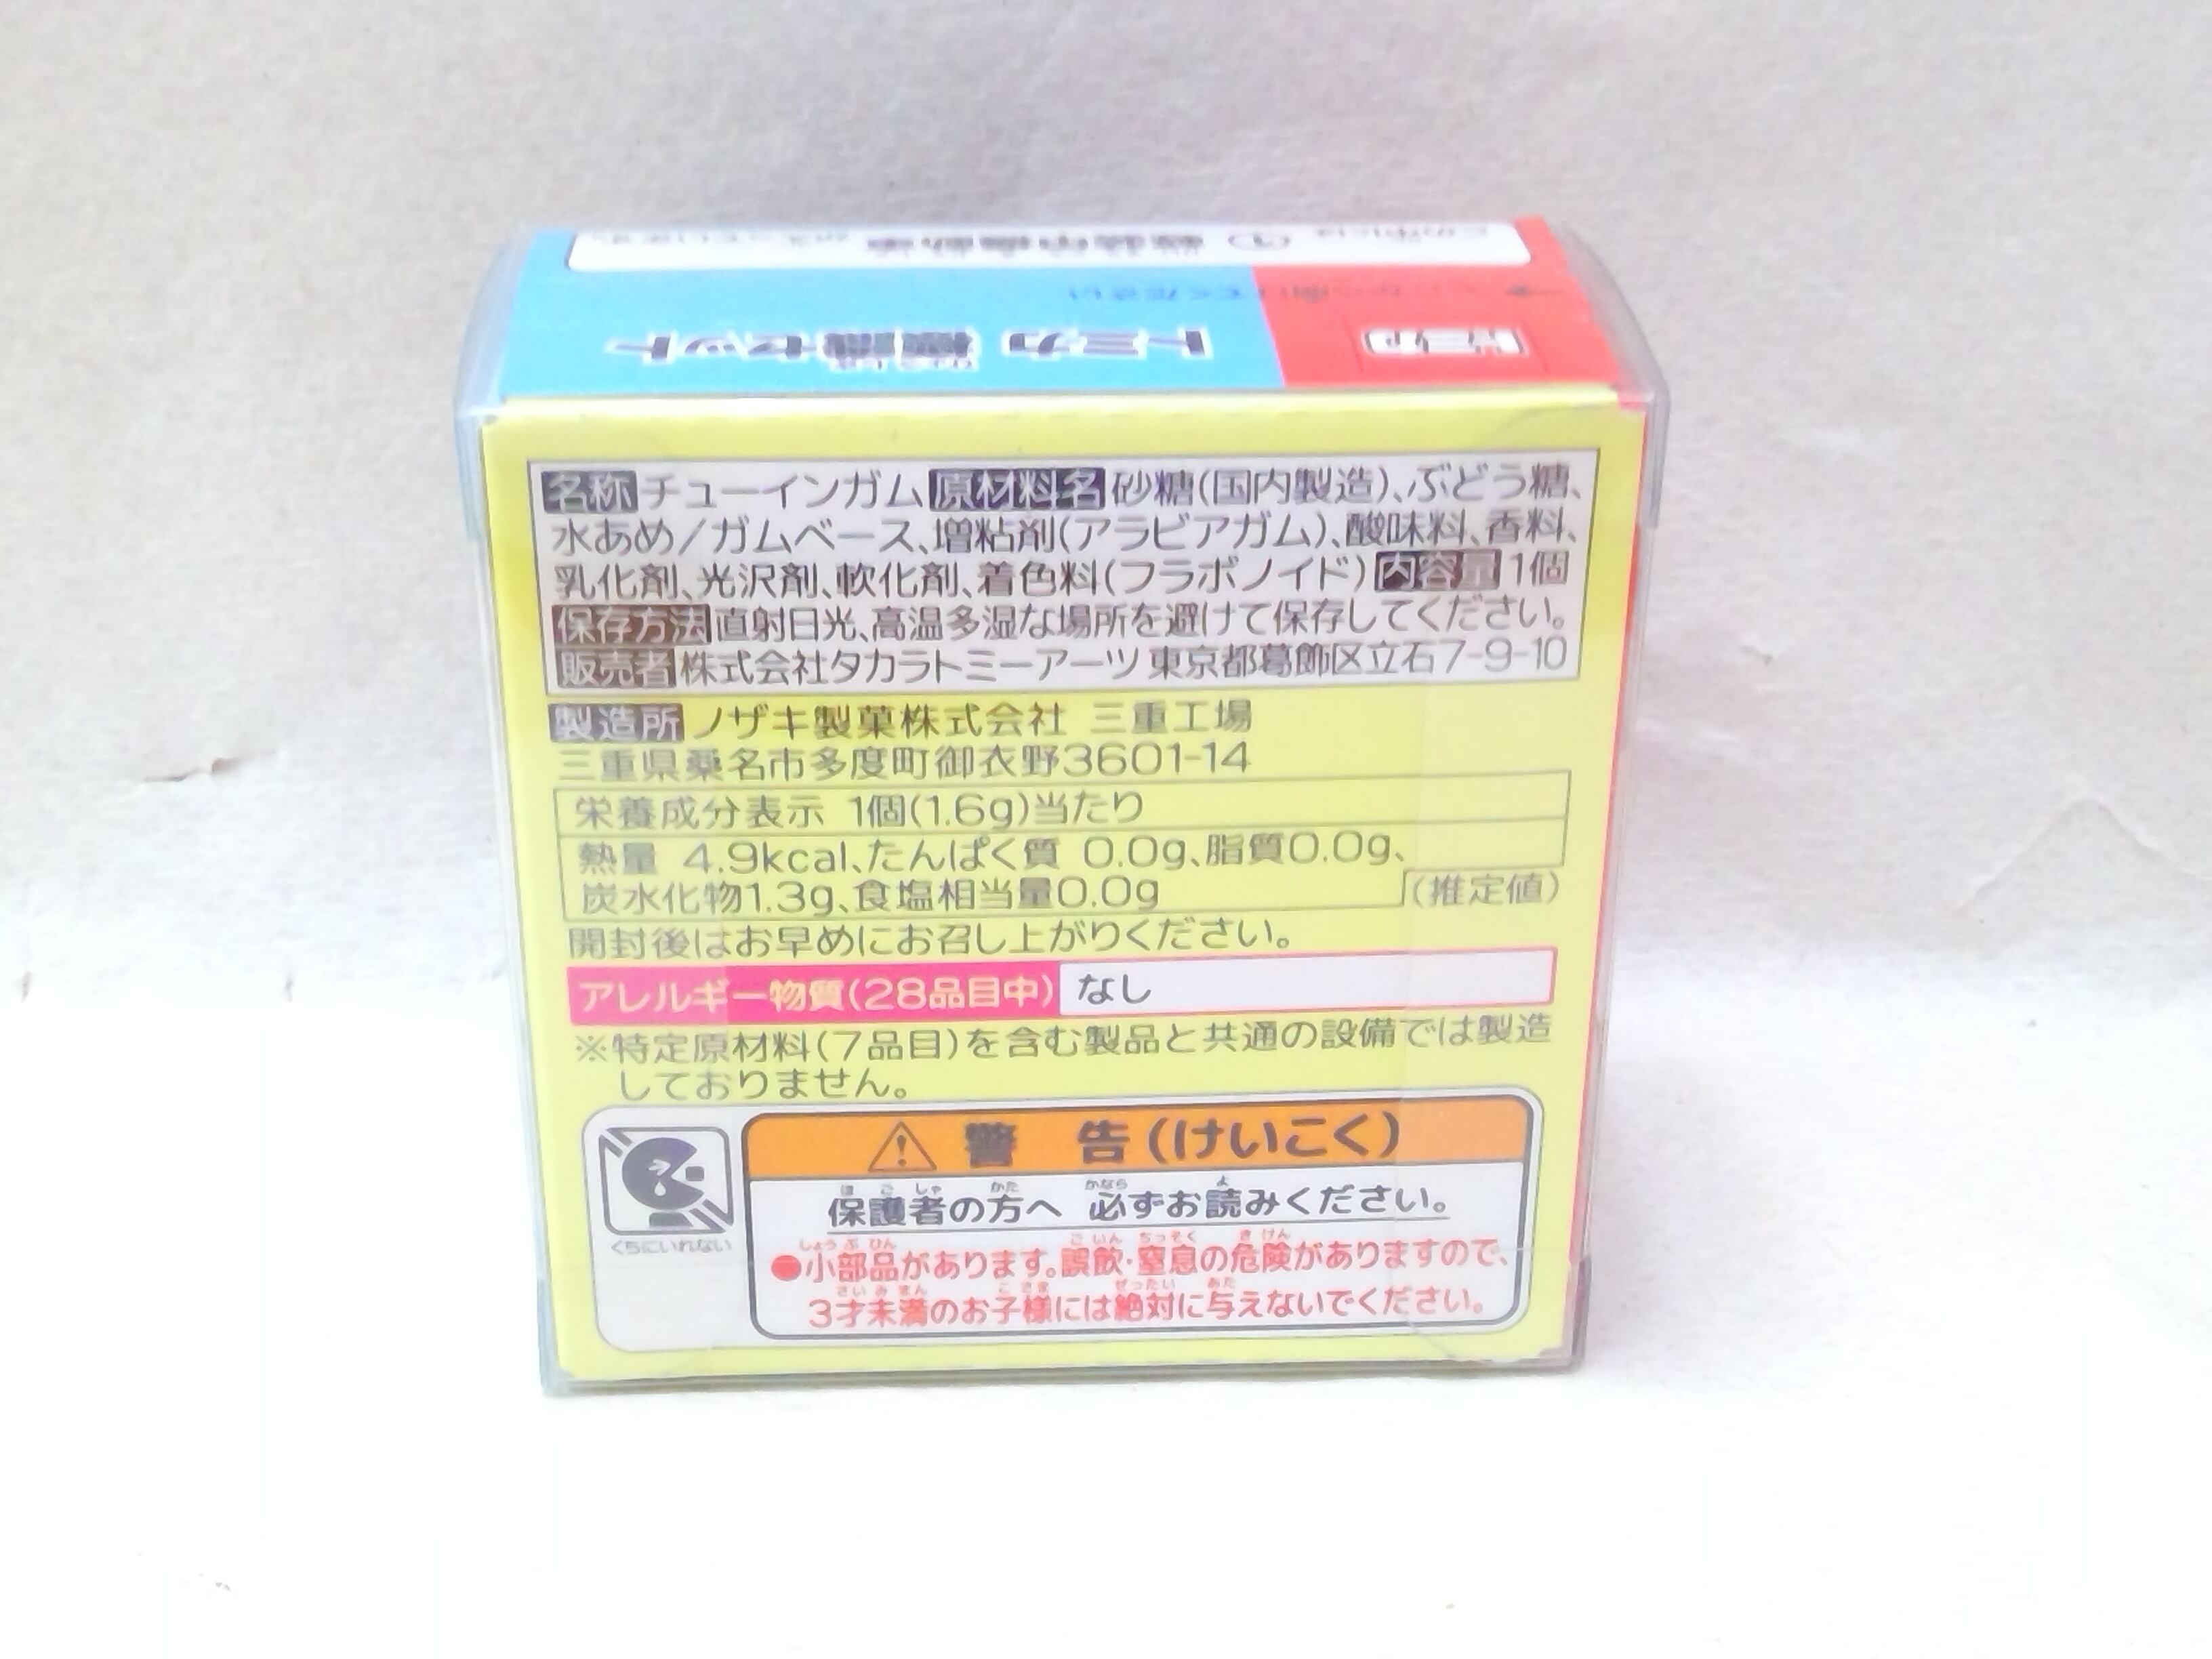 トミカ
トミカ 標識セット
名称 チューインガム 原材料名 砂糖(国内製造)、ぶどう糖、
水あめ/ガムベース、増粘剤(アラビアガム)、酸味料、香料、
乳化剤、光沢剤、軟化剤、着色料(フラボノイド) 内容量 1個
保存方法 直射日光、高温多湿な場所を避けて保存してください。
販売者 株式会社タカラトミーアーツ 東京都葛飾区立石7-9-10
製造所 ノザキ製菓株式会社 三重工場
三重県桑名市多度町御衣野3601-14
栄養成分表示 1個(1.6g)当たり
熱量 4.9kcal、たんぱく質 0.0g、脂質0.0g、
炭水化物1.3g、食塩相当量0.0g (推定値)
開封後はお早めにお召し上がりください。
アレルギー物質(28品目中) なし
※特定原材料(7品目)を含む製品と共通の設備では製造
しておりません。
警 告(けいこく)
保護者の方へ 必ずお読みください。
●小部品があります。誤飲・窒息の危険がありますので、
3才未満のお子様には絶対に与えないでください。
くちにいれない